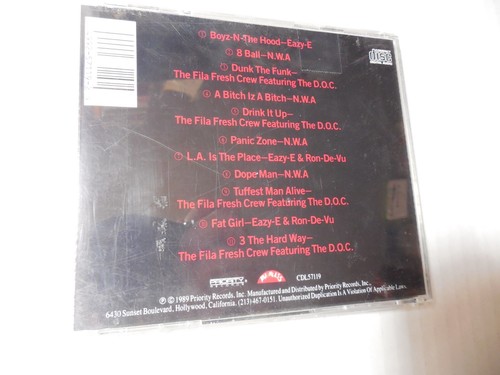 ① Boyz-N-The Hood—Eazy-E
② 8 Ball—N.W.A
③ Dunk The Funk—
The Fila Fresh Crew Featuring The D.O.C.
④ A Bitch Iz A Bitch—N.W.A
⑤ Drink It Up—
The Fila Fresh Crew Featuring The D.O.C.
⑥ Panic Zone—N.W.A
⑦ L.A. Is The Place—Eazy-E & Ron-De-Vu
⑧ Dope Man—N.W.A
⑨ Tuffest Man Alive—
The Fila Fresh Crew Featuring The D.O.C.
⑩ Fat Girl—Eazy-E & Ron-De-Vu
⑪ 3 The Hard Way—
The Fila Fresh Crew Featuring The D.O.C.
PRIORITY
RECORDS
CDL57119
℗ © 1989 Priority Records, Inc. Manufactured and Distributed by Priority Records, Inc.,
6430 Sunset Boulevard, Hollywood, California. (213) 467-0151. Unauthorized Duplication Is A Violation Of Applicable Laws.